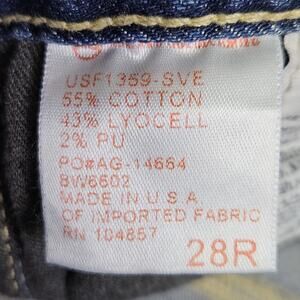 USF1359-SVE
55% COTTON
43% LYOCELL
2% PU
PO#AG-14664
BW6602
MADE IN U.S.A
OF IMPORTED FABRIC
RN 104857
28R